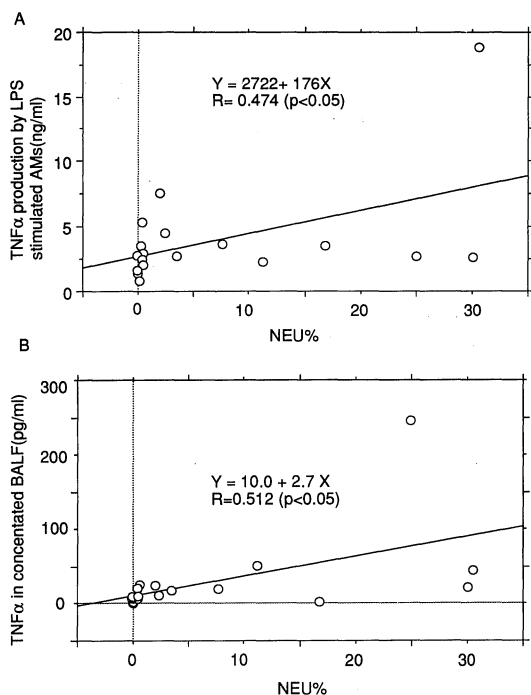 A
20
15
10
5
0
TNFα production by LPS
stimulated AMs(ng/ml)
Y = 2722+ 176X
R= 0.474 (p<0.05)
0 10 20 30
NEU%
B
300
200
100
0
TNFα in concentated BALF(pg/ml)
Y = 10.0 + 2.7 X
R=0.512 (p<0.05)
0 10 20 30
NEU%